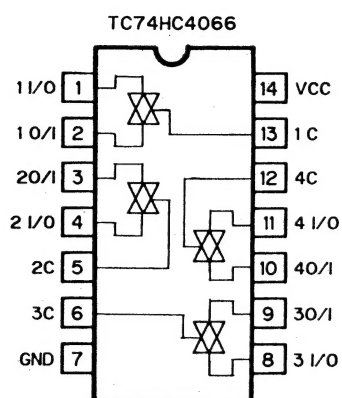 TC74HC4066
1 I/O 1 14 VCC
1 O/I 2 13 1 C
2O/I 3 12 4C
2 I/O 4 11 4 I/O
2C 5 10 4O/I
3C 6 9 3O/I
GND 7 8 3 I/O